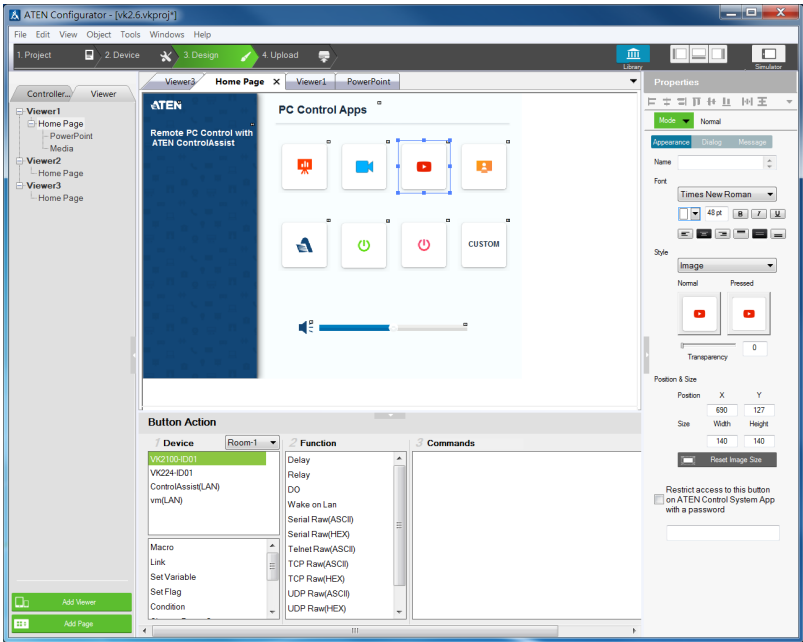 ATEN Configurator - [vk2.6.vkproj*]
File Edit View Object Tools Windows Help
1. Project 2. Device 3. Design 4. Upload Library Simulator
Controller... Viewer
Viewer1
Home Page
PowerPoint
Media
Viewer2
Home Page
Viewer3
Home Page
Add Viewer
Add Page
Viewer3 Home Page Viewer1 PowerPoint
ATEN
Remote PC Control with
ATEN ControlAssist
PC Control Apps
CUSTOM
Button Action
1 Device Room-1 2 Function 3 Commands
VK2100-ID01
VK224-ID01
ControlAssist(LAN)
vm(LAN)
Macro
Link
Set Variable
Set Flag
Condition
Delay
Relay
DO
Wake on Lan
Serial Raw(ASCII)
Serial Raw(HEX)
Telnet Raw(ASCII)
TCP Raw(ASCII)
TCP Raw(HEX)
UDP Raw(ASCII)
UDP Raw(HEX)
Properties
Mode Normal
Appearance Dialog Message
Name
Font
Times New Roman
48 pt B I U
Style
Image
Normal Pressed
0
Transparency
Position & Size
Position X Y
690 127
Size Width Height
140 140
Reset Image Size
Restrict access to this button
on ATEN Control System App
with a password